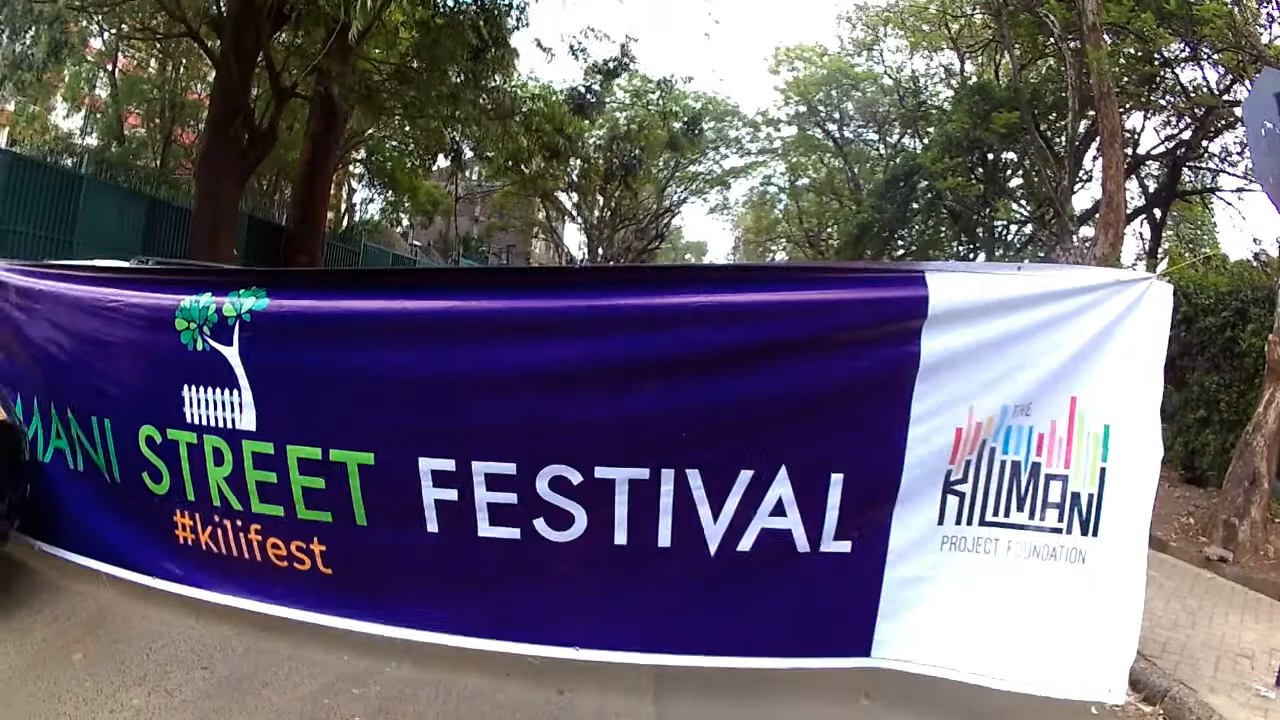 MANI STREET FESTIVAL
#kilifest
THE
KILIMANI
PROJECT FOUNDATION